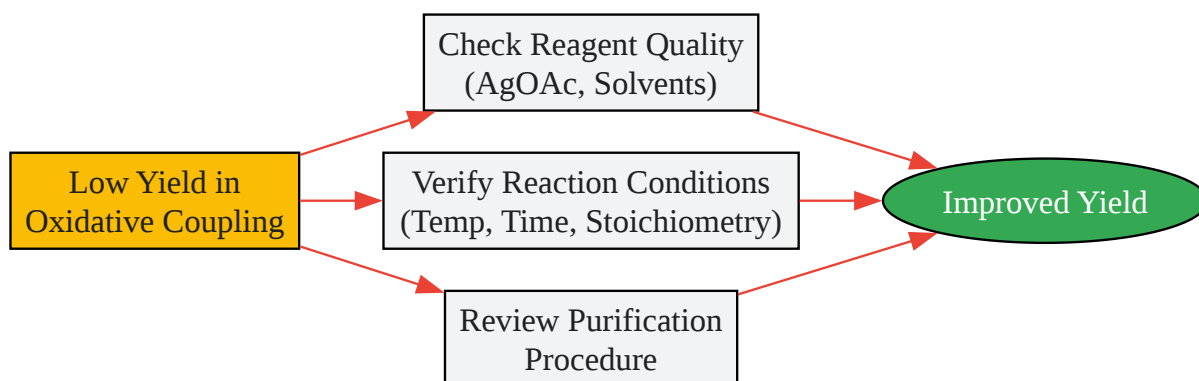 Low Yield in
Oxidative Coupling
Check Reagent Quality
(AgOAc, Solvents)
Verify Reaction Conditions
(Temp, Time, Stoichiometry)
Review Purification
Procedure
Improved Yield